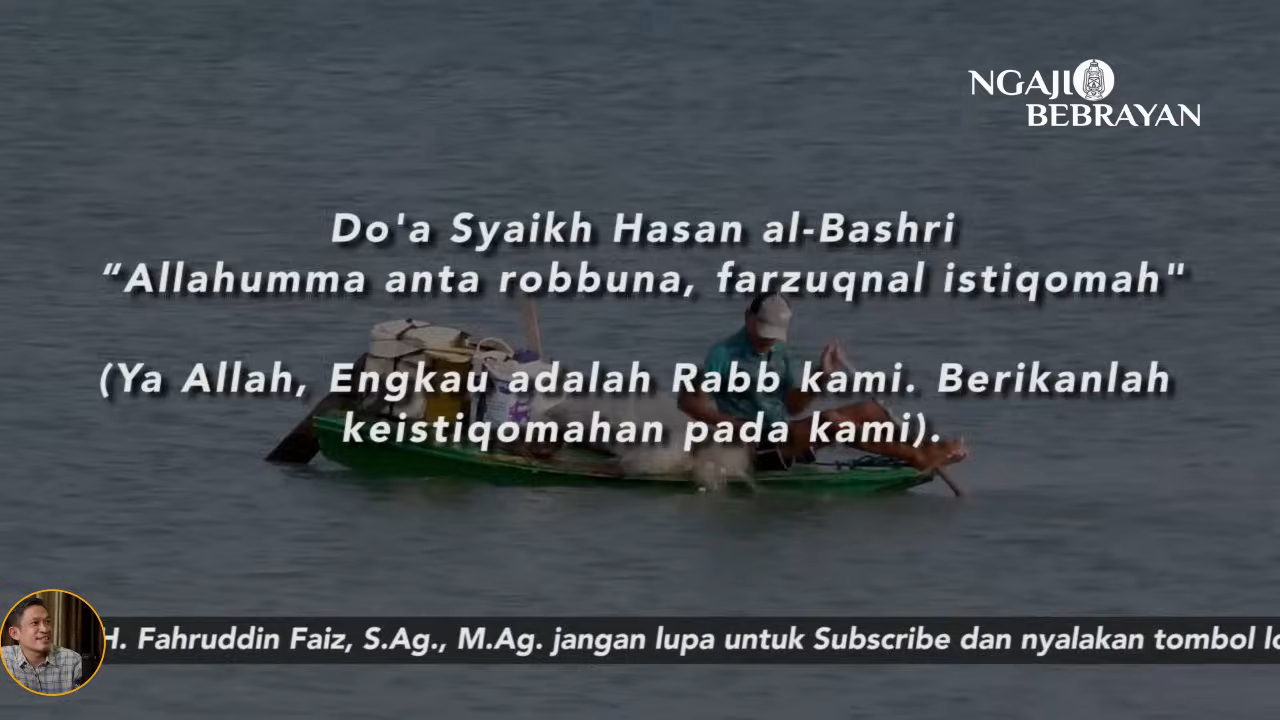 NGAJI
BEBRAYAN
Do'a Syaikh Hasan al-Bashri
“Allahumma anta robbuna, farzuqnal istiqomah"
(Ya Allah, Engkau adalah Rabb kami. Berikanlah
keistiqomahan pada kami).
H. Fahruddin Faiz, S.Ag., M.Ag. jangan lupa untuk Subscribe dan nyalakan tombol